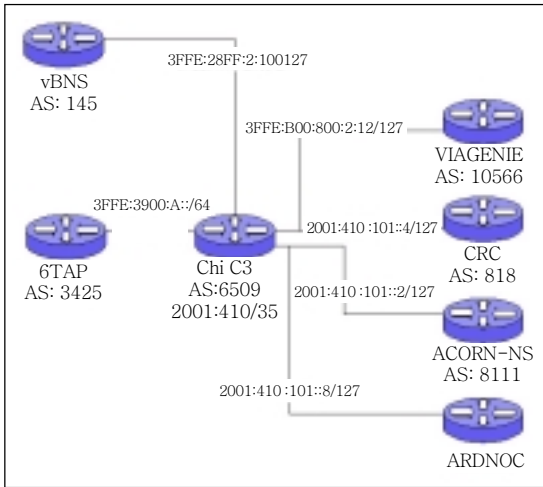 3FFE:28FF:2:100127
vBNS
AS: 145
3FFE:B00:800:2:12/127
VIAGENIE
AS: 10566
3FFE:3900:A::/64
2001:410 :101::4/127
6TAP
AS: 3425
Chi C3
AS:6509
2001:410/35
CRC
AS: 818
2001:410 :101::2/127
ACORN-NS
AS: 8111
2001:410 :101::8/127
ARDNOC